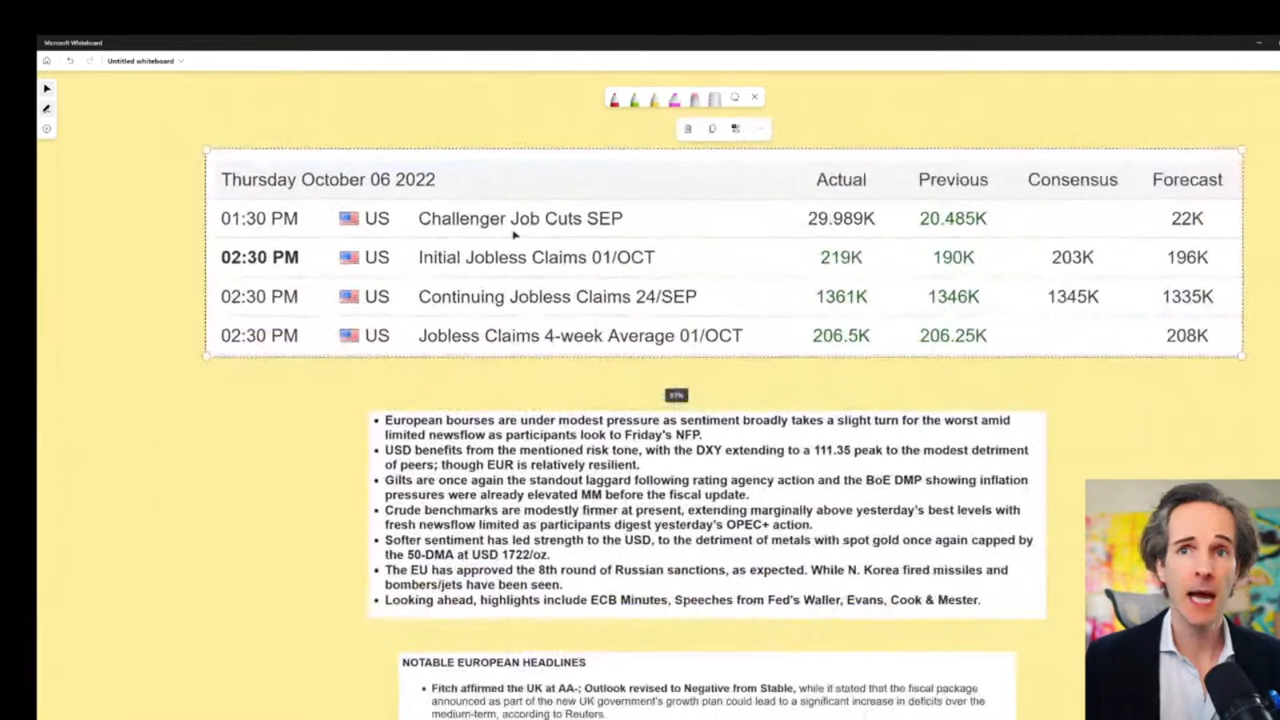 Microsoft Whiteboard
Untitled whiteboard
Thursday October 06 2022 Actual Previous Consensus Forecast
01:30 PM US Challenger Job Cuts SEP 29.989K 20.485K 22K
02:30 PM US Initial Jobless Claims 01/OCT 219K 190K 203K 196K
02:30 PM US Continuing Jobless Claims 24/SEP 1361K 1346K 1345K 1335K
02:30 PM US Jobless Claims 4-week Average 01/OCT 206.5K 206.25K 208K
• European bourses are under modest pressure as sentiment broadly takes a slight turn for the worst amid
limited newsflow as participants look to Friday's NFP.
• USD benefits from the mentioned risk tone, with the DXY extending to a 111.35 peak to the modest detriment
of peers; though EUR is relatively resilient.
• Gilts are once again the standout laggard following rating agency action and the BoE DMP showing inflation
pressures were already elevated MM before the fiscal update.
• Crude benchmarks are modestly firmer at present, extending marginally above yesterday's best levels with
fresh newsflow limited as participants digest yesterday's OPEC+ action.
• Softer sentiment has led strength to the USD, to the detriment of metals with spot gold once again capped by
the 50-DMA at USD 1722/oz.
• The EU has approved the 8th round of Russian sanctions, as expected. While N. Korea fired missiles and
bombers/jets have been seen.
• Looking ahead, highlights include ECB Minutes, Speeches from Fed's Waller, Evans, Cook & Mester.
NOTABLE EUROPEAN HEADLINES
• Fitch affirmed the UK at AA-; Outlook revised to Negative from Stable, while it stated that the fiscal package
announced as part of the new UK government's growth plan could lead to a significant increase in deficits over the
medium-term, according to Reuters.